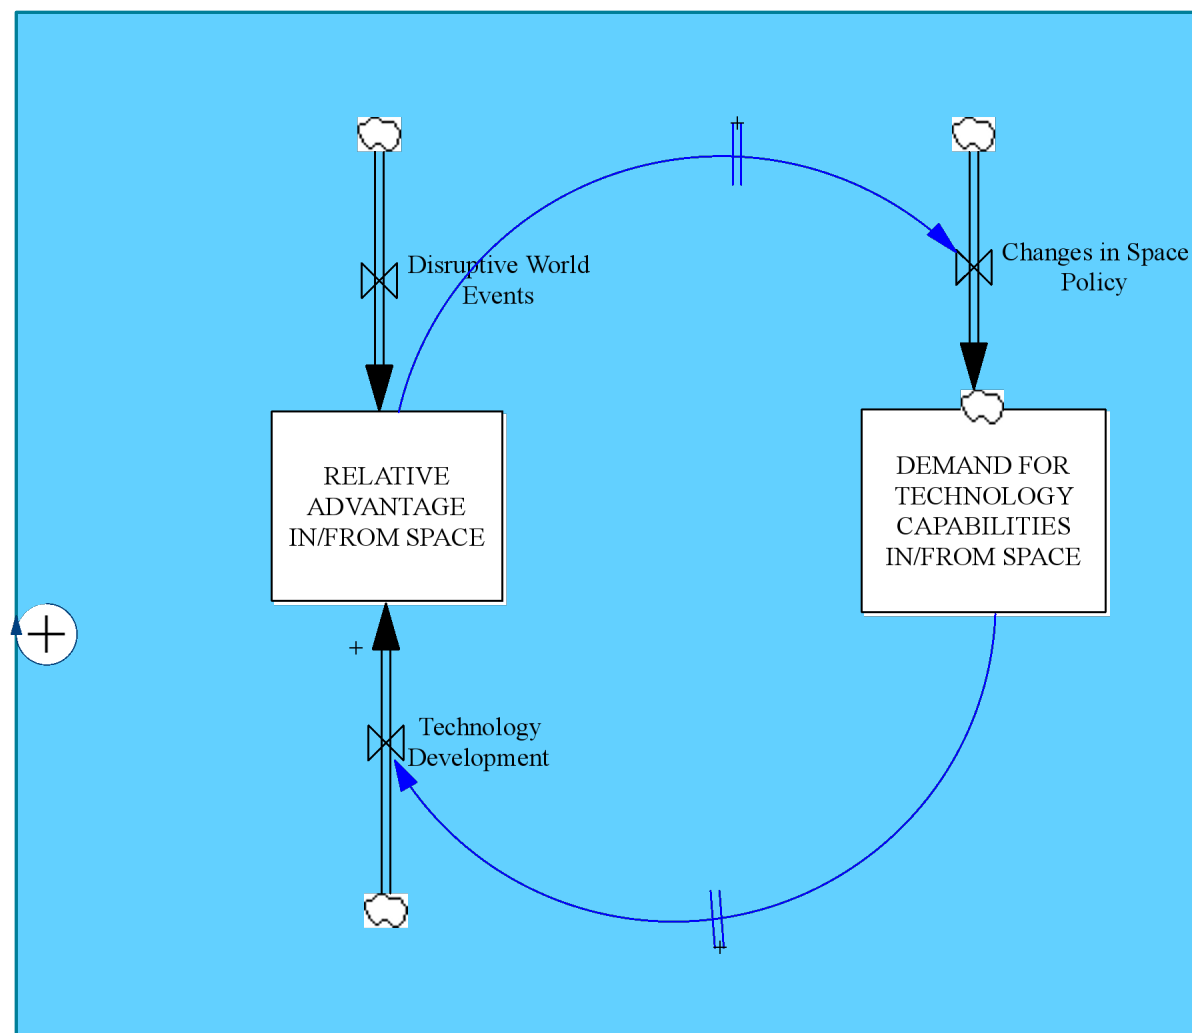 Disruptive World
Events
Changes in Space
Policy
RELATIVE
ADVANTAGE
IN/FROM SPACE
DEMAND FOR
TECHNOLOGY
CAPABILITIES
IN/FROM SPACE
+
+
Technology
Development
+
+